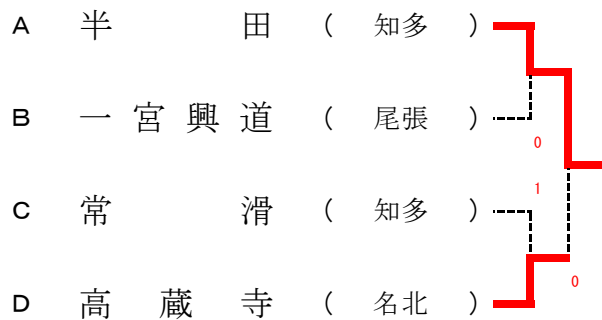 A 半田 ( 知多 )
B 一宮興道 ( 尾張 )
0
1
C 常滑 ( 知多 )
0
D 高蔵寺 ( 名北 )